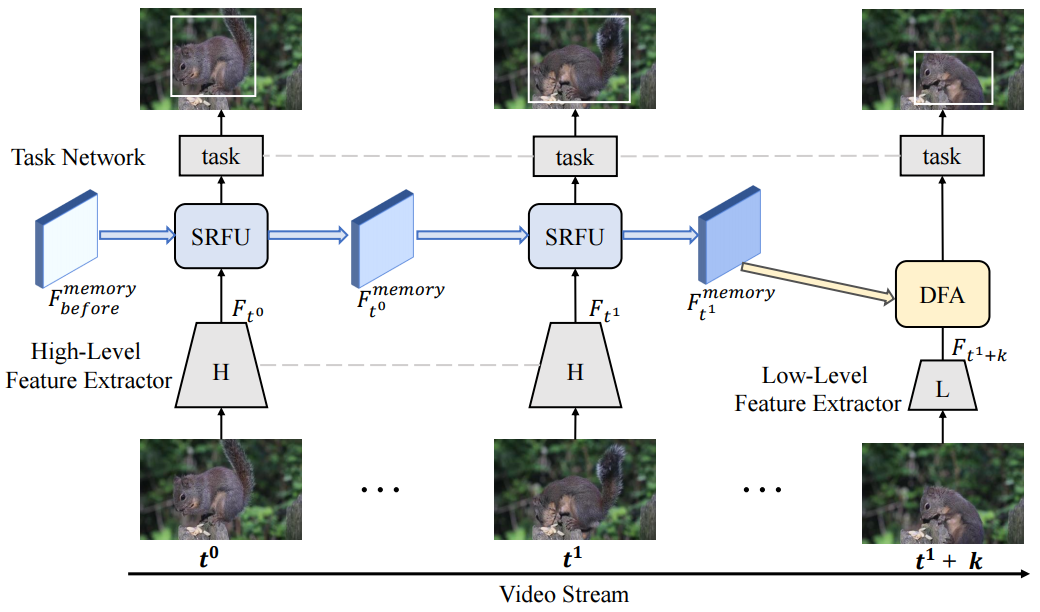 Task Network
task
task
task
SRFU
SRFU
F_{before}^{memory}
F_{t^0}^{memory}
F_{t^1}^{memory}
DFA
F_{t^0}
F_{t^1}
F_{t^1+k}
High-Level
Feature Extractor
H
H
Low-Level
Feature Extractor
L
...
...
t^0
t^1
t^1 + k
Video Stream